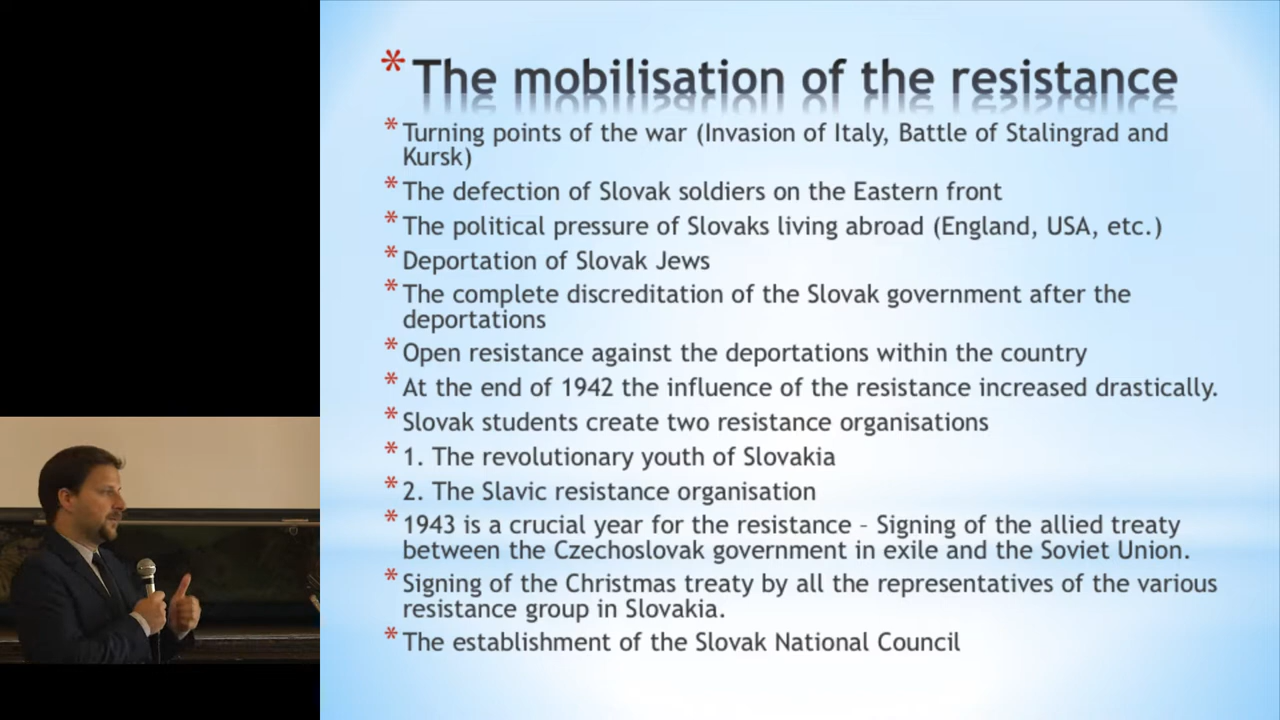 * The mobilisation of the resistance
* Turning points of the war (Invasion of Italy, Battle of Stalingrad and
Kursk)
* The defection of Slovak soldiers on the Eastern front
* The political pressure of Slovaks living abroad (England, USA, etc.)
* Deportation of Slovak Jews
* The complete discreditation of the Slovak government after the
deportations
* Open resistance against the deportations within the country
* At the end of 1942 the influence of the resistance increased drastically.
* Slovak students create two resistance organisations
* 1. The revolutionary youth of Slovakia
* 2. The Slavic resistance organisation
* 1943 is a crucial year for the resistance – Signing of the allied treaty
between the Czechoslovak government in exile and the Soviet Union.
* Signing of the Christmas treaty by all the representatives of the various
resistance group in Slovakia.
* The establishment of the Slovak National Council